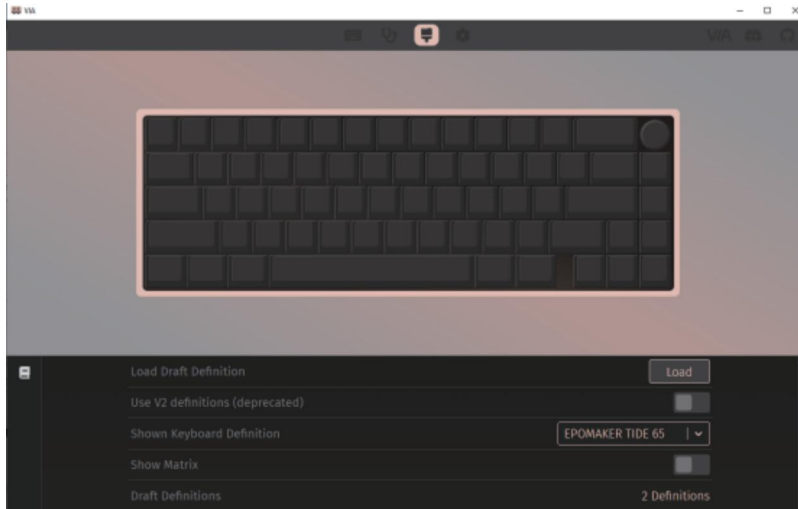 VIA
VIA
Load Draft Definition
Load
Use V2 definitions (deprecated)
Shown Keyboard Definition
EPOMAKER TIDE 65
Show Matrix
Draft Definitions
2 Definitions